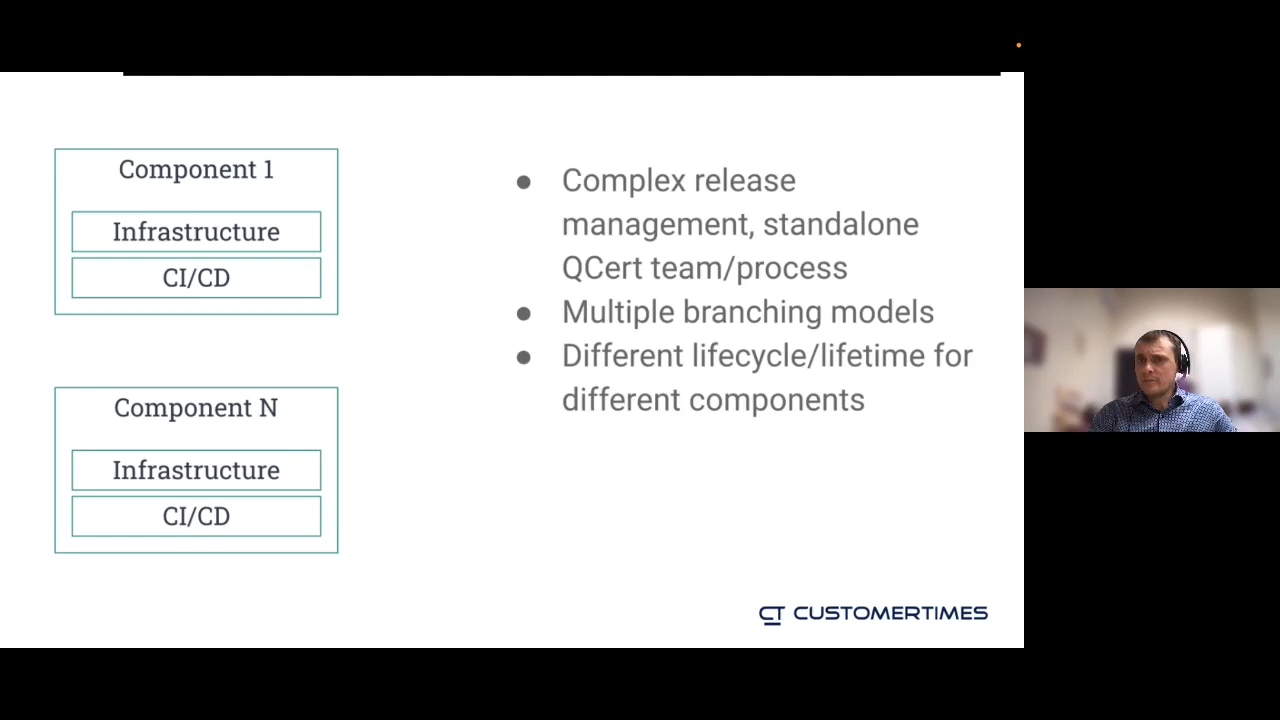 Component 1
Infrastructure
CI/CD
Component N
Infrastructure
CI/CD
● Complex release
management, standalone
QCert team/process
● Multiple branching models
● Different lifecycle/lifetime for
different components
CT CUSTOMERTIMES